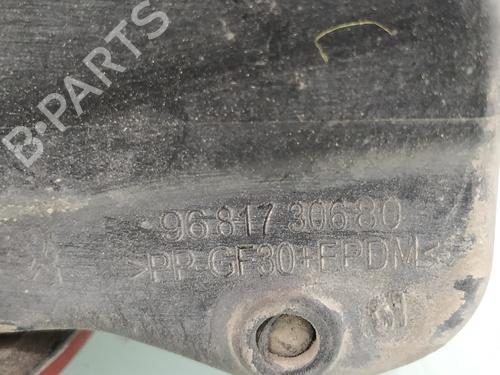 B-PARTS
96 817 306 80
>PP-GF30+EPDM<